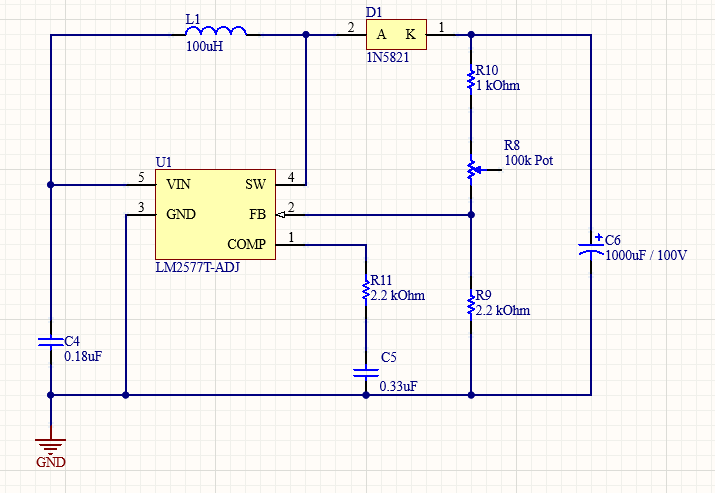 D1
L1
2
A K
1
100uH
1N5821
R10
1 kOhm
R8
100k Pot
U1
5
VIN
SW
4
3
GND
FB
2
COMP
1
LM2577T-ADJ
C6
1000uF / 100V
R11
2.2 kOhm
R9
2.2 kOhm
C4
0.18uF
C5
0.33uF
GND